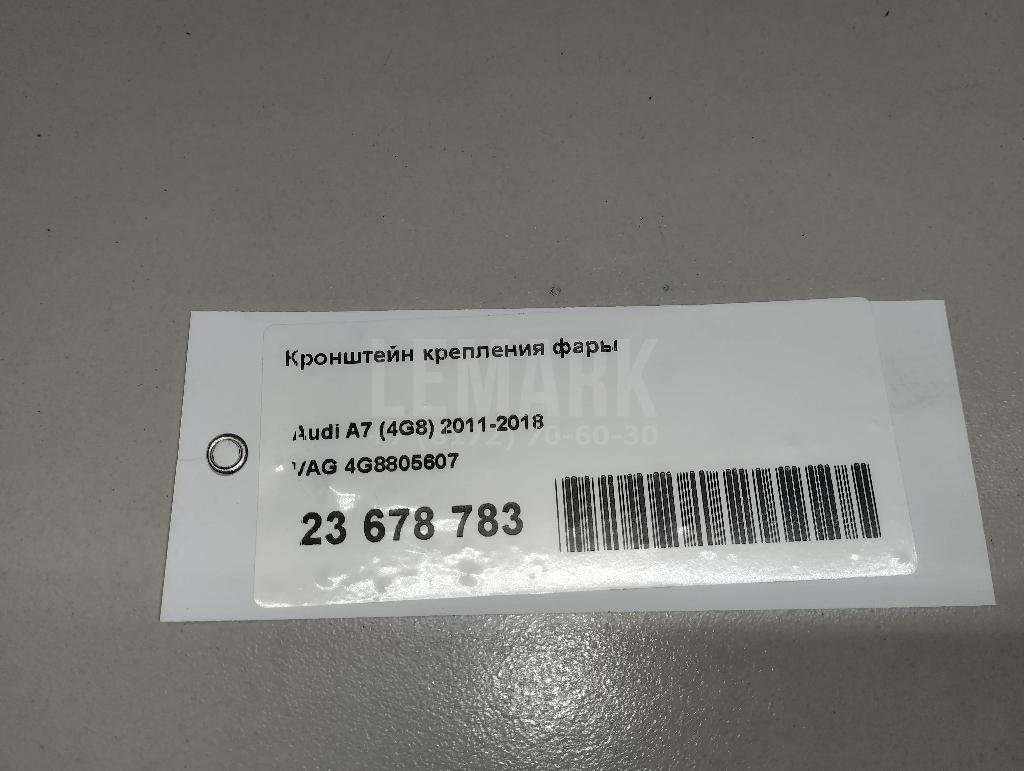 Кронштейн крепления фары
LEMARK
Audi A7 (4G8) 2011-2018
VAG 4G8805607
23 678 783